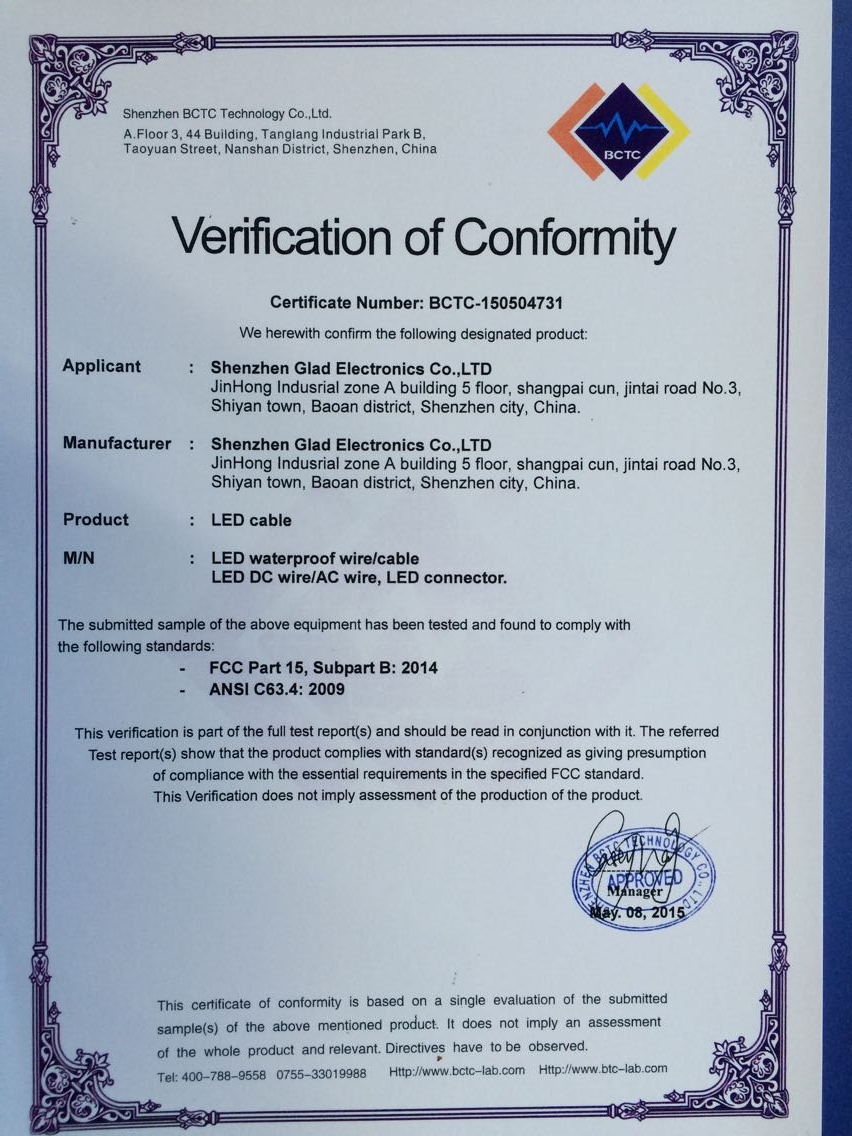 Shenzhen BCTC Technology Co.,Ltd.
A.Floor 3, 44 Building, Tanglang Industrial Park B,
Taoyuan Street, Nanshan District, Shenzhen, China
BCTC
Verification of Conformity
Certificate Number: BCTC-150504731
We herewith confirm the following designated product:
Applicant : Shenzhen Glad Electronics Co.,LTD
JinHong Indusrial zone A building 5 floor, shangpai cun, jintai road No.3,
Shiyan town, Baoan district, Shenzhen city, China.
Manufacturer : Shenzhen Glad Electronics Co.,LTD
JinHong Indusrial zone A building 5 floor, shangpai cun, jintai road No.3,
Shiyan town, Baoan district, Shenzhen city, China.
Product : LED cable
M/N : LED waterproof wire/cable
LED DC wire/AC wire, LED connector.
The submitted sample of the above equipment has been tested and found to comply with
the following standards:
- FCC Part 15, Subpart B: 2014
- ANSI C63.4: 2009
This verification is part of the full test report(s) and should be read in conjunction with it. The referred
Test report(s) show that the product complies with standard(s) recognized as giving presumption
of compliance with the essential requirements in the specified FCC standard.
This Verification does not imply assessment of the production of the product.
SHENZHEN BCTC TECHNOLOGY CO., LTD
APPROVED
Manager
May. 08, 2015
This certificate of conformity is based on a single evaluation of the submitted
sample(s) of the above mentioned product. It does not imply an assessment
of the whole product and relevant. Directives have to be observed.
Tel: 400-788-9558 0755-33019988 Http://www.bctc-lab.com Http://www.btc-lab.com